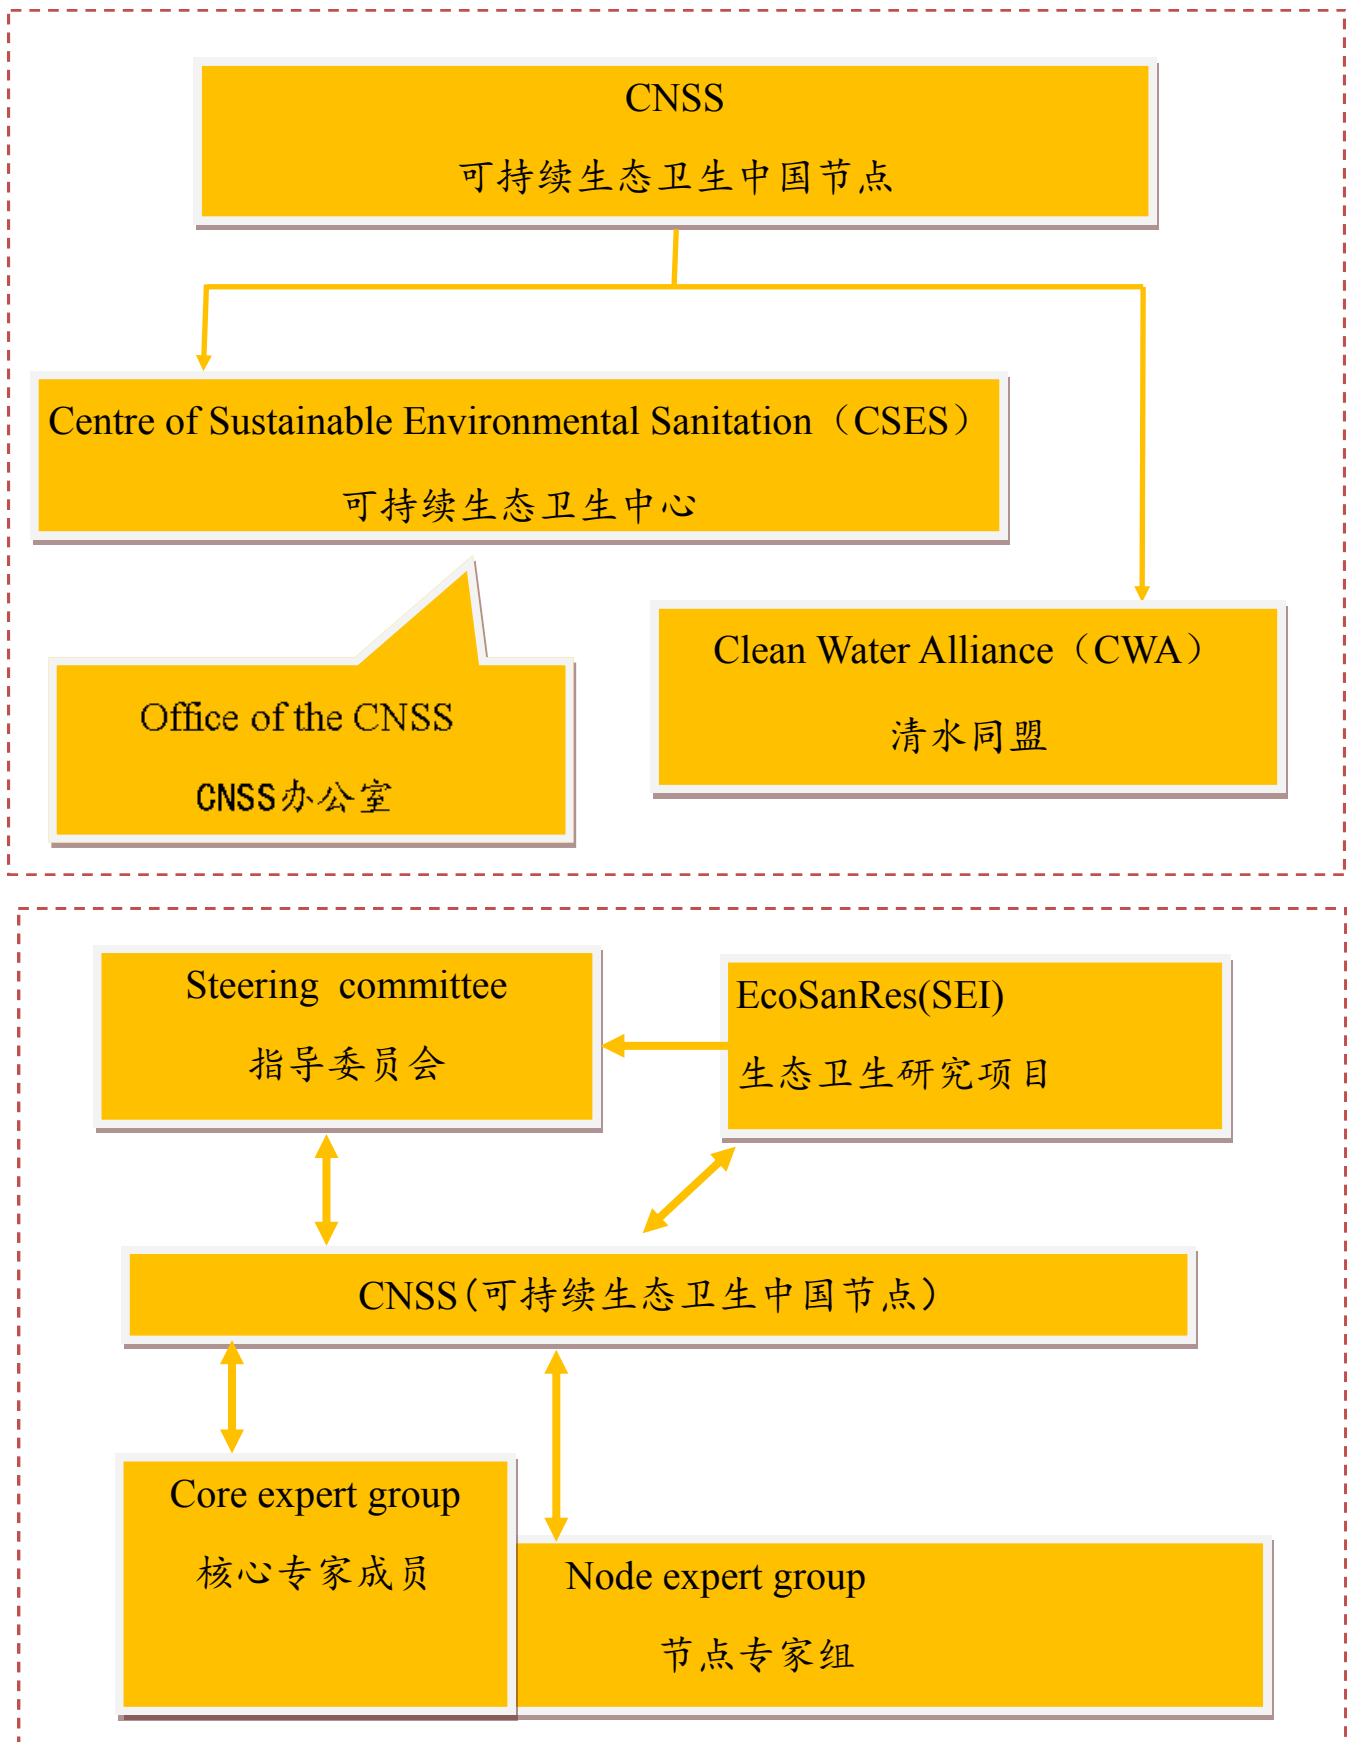 CNSS
可持续生态卫生中国节点
Centre of Sustainable Environmental Sanitation（CSES）
可持续生态卫生中心
Office of the CNSS
CNSS办公室
Clean Water Alliance（CWA）
清水同盟
Steering committee
指导委员会
EcoSanRes(SEI)
生态卫生研究项目
CNSS(可持续生态卫生中国节点)
Core expert group
核心专家成员
Node expert group
节点专家组